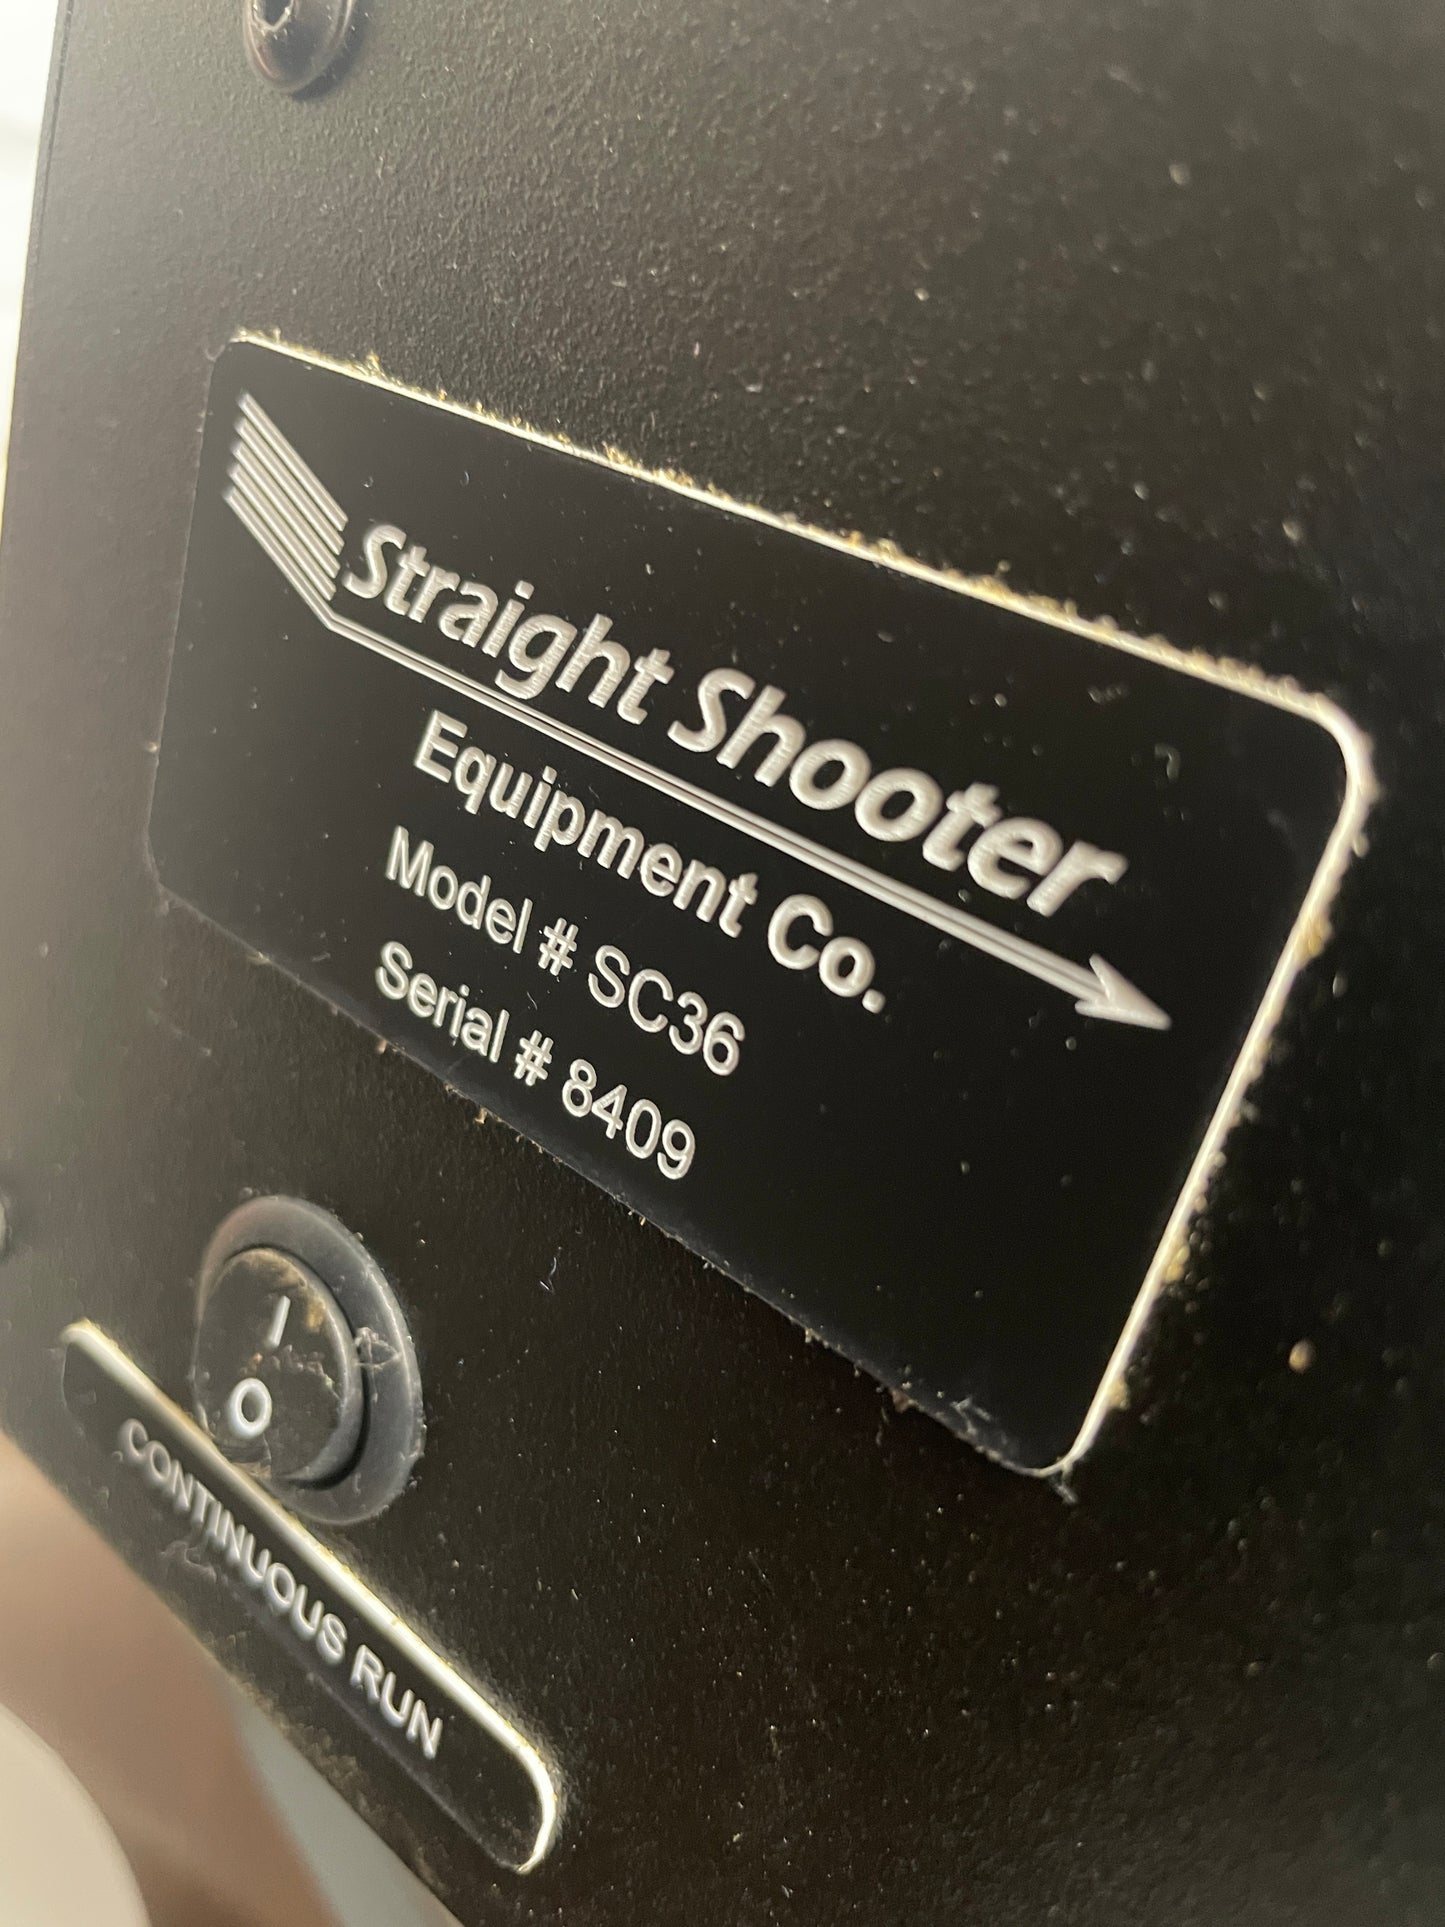 Straight Shooter
Equipment Co.
Model # SC36
Serial # 8409
I
O
CONTINUOUS RUN